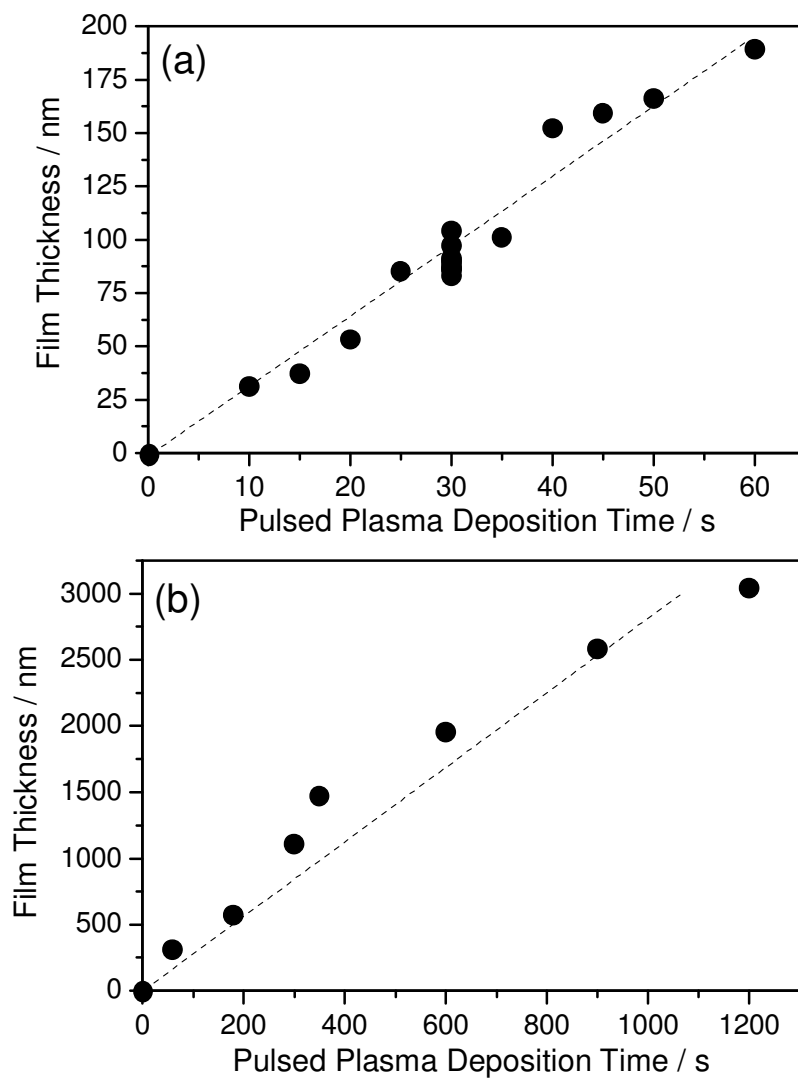 (a)
Film Thickness / nm
200
175
150
125
100
75
50
25
0
0 10 20 30 40 50 60
Pulsed Plasma Deposition Time / s
(b)
Film Thickness / nm
3000
2500
2000
1500
1000
500
0
0 200 400 600 800 1000 1200
Pulsed Plasma Deposition Time / s